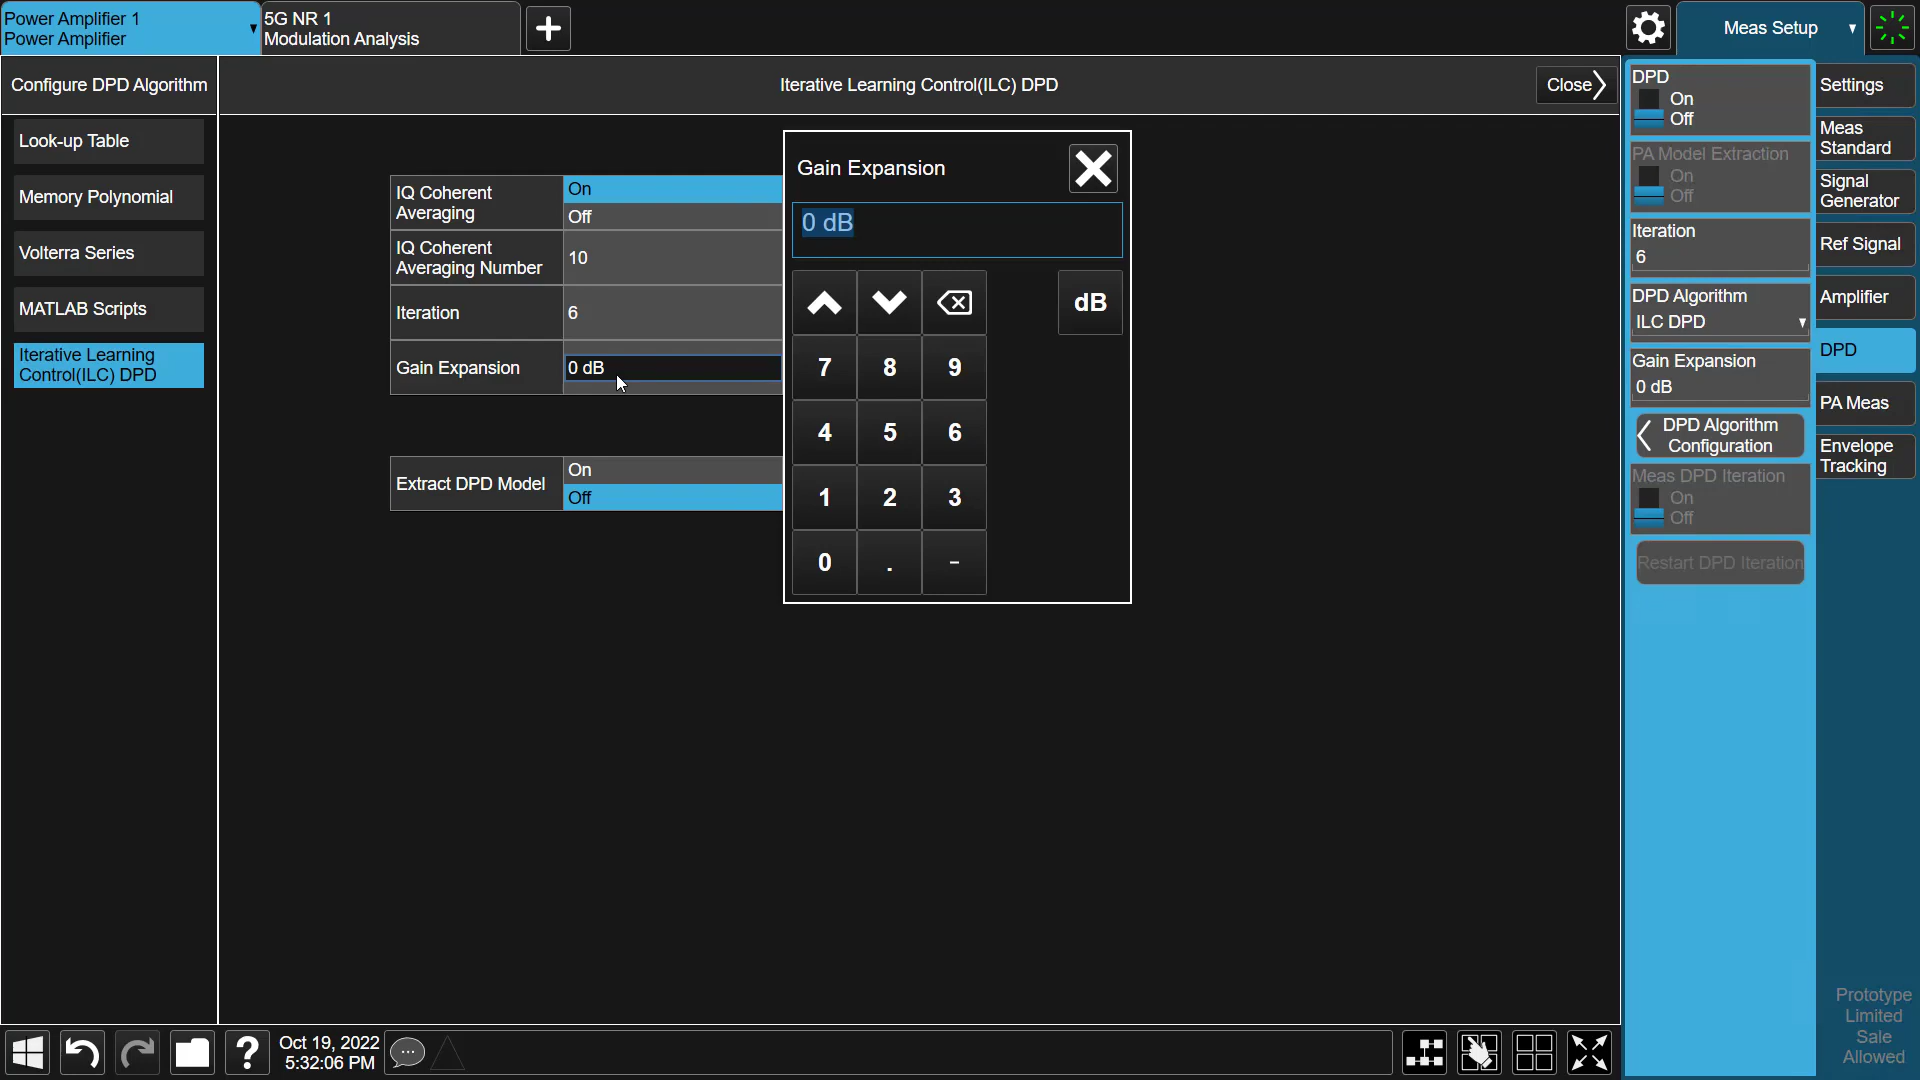 Power Amplifier 1
Power Amplifier
5G NR 1
Modulation Analysis
Meas Setup
Configure DPD Algorithm
Look-up Table
Memory Polynomial
Volterra Series
MATLAB Scripts
Iterative Learning
Control(ILC) DPD
Iterative Learning Control(ILC) DPD
Close
IQ Coherent
Averaging
On
Off
IQ Coherent
Averaging Number
10
Iteration
6
Gain Expansion
0 dB
Extract DPD Model
On
Off
Gain Expansion
0 dB
dB
7 8 9
4 5 6
1 2 3
0 . -
DPD
On
Off
PA Model Extraction
On
Off
Iteration
6
DPD Algorithm
ILC DPD
Gain Expansion
0 dB
DPD Algorithm
Configuration
Meas DPD Iteration
On
Off
Restart DPD Iteration
Settings
Meas
Standard
Signal
Generator
Ref Signal
Amplifier
DPD
PA Meas
Envelope
Tracking
Prototype
Limited
Sale
Allowed
?
Oct 19, 2022
5:32:06 PM